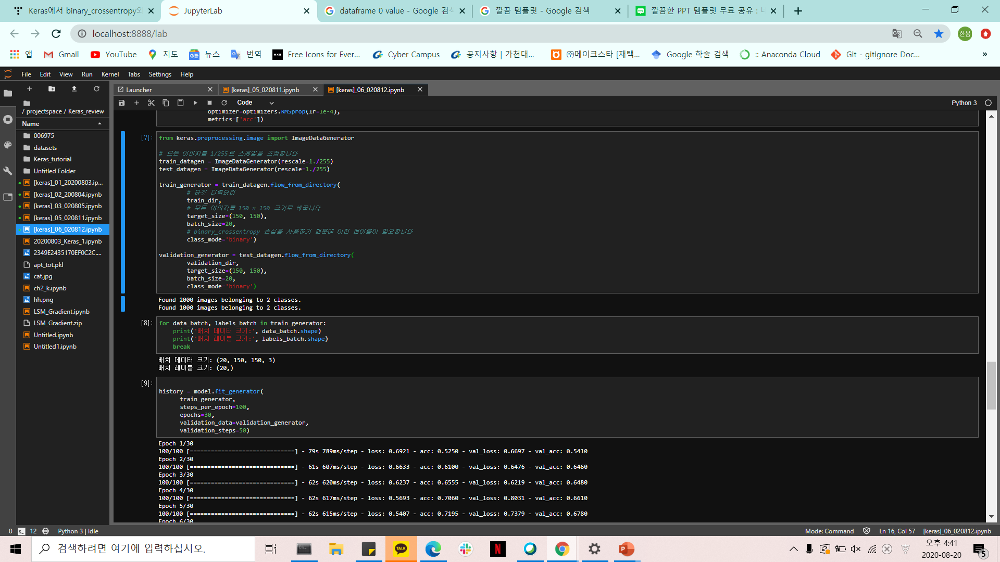 Keras에서 binary_crossentropy와
JupyterLab
dataframe 0 value - Google 검색
깔끔 템플릿 - Google 검색
깔끔한 PPT 템플릿 무료 공유 :
localhost:8888/lab
한봄
앱
Gmail
YouTube
지도
뉴스
번역
Free Icons for Ever...
Cyber Campus
공지사항 | 가천대...
㈜메이크스타 [재택...
Google 학술 검색
:: Anaconda Cloud
Git - gitignore Doc...
»
File Edit View Run Kernel Tabs Settings Help
Launcher
[keras]_05_020811.ipynb
[keras]_06_020812.ipynb
Code
Python 3
/ projectspace / Keras_review
Name
006975
datasets
Keras_tutorial
Untitled Folder
[keras]_01_20200803.ip...
[keras]_02_200804.ipynb
[keras]_03_020805.ipynb
[keras]_05_020811.ipynb
[keras]_06_020812.ipynb
20200803_Keras_1.ipynb
2349E2435170EF0C2C....
apt_tot.pkl
cat.jpg
ch2_k.ipynb
hh.png
LSM_Gradient.ipynb
LSM_Gradient.zip
Untitled.ipynb
Untitled1.ipynb
optimizer=optimizers.RMSprop(lr=1e-4),
metrics=['acc'])
[7]:
from keras.preprocessing.image import ImageDataGenerator
# 모든 이미지를 1/255로 스케일을 조정합니다
train_datagen = ImageDataGenerator(rescale=1./255)
test_datagen = ImageDataGenerator(rescale=1./255)
train_generator = train_datagen.flow_from_directory(
# 타깃 디렉터리
train_dir,
# 모든 이미지를 150 × 150 크기로 바꿉니다
target_size=(150, 150),
batch_size=20,
# binary_crossentropy 손실을 사용하기 때문에 이진 레이블이 필요합니다
class_mode='binary')
validation_generator = test_datagen.flow_from_directory(
validation_dir,
target_size=(150, 150),
batch_size=20,
class_mode='binary')
Found 2000 images belonging to 2 classes.
Found 1000 images belonging to 2 classes.
[8]:
for data_batch, labels_batch in train_generator:
print('배치 데이터 크기:', data_batch.shape)
print('배치 레이블 크기:', labels_batch.shape)
break
배치 데이터 크기: (20, 150, 150, 3)
배치 레이블 크기: (20,)
[9]:
history = model.fit_generator(
train_generator,
steps_per_epoch=100,
epochs=30,
validation_data=validation_generator,
validation_steps=50)
Epoch 1/30
100/100 [==============================] - 79s 789ms/step - loss: 0.6921 - acc: 0.5250 - val_loss: 0.6697 - val_acc: 0.5410
Epoch 2/30
100/100 [==============================] - 61s 607ms/step - loss: 0.6633 - acc: 0.6100 - val_loss: 0.6476 - val_acc: 0.6460
Epoch 3/30
100/100 [==============================] - 62s 620ms/step - loss: 0.6237 - acc: 0.6555 - val_loss: 0.6219 - val_acc: 0.6480
Epoch 4/30
100/100 [==============================] - 62s 617ms/step - loss: 0.5693 - acc: 0.7060 - val_loss: 0.8031 - val_acc: 0.6610
Epoch 5/30
100/100 [==============================] - 62s 615ms/step - loss: 0.5407 - acc: 0.7195 - val_loss: 0.7379 - val_acc: 0.6780
Epoch 6/30
0 12 Python 3 | Idle
Mode: Command Ln 16, Col 57 [keras]_06_020812.ipynb
검색하려면 여기에 입력하십시오.
TALK
오후 4:41
2020-08-20
5